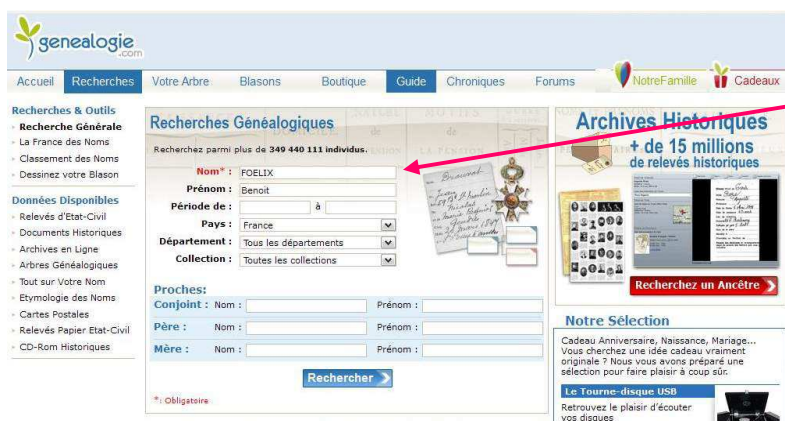 genealogie
.com
Accueil Recherches Votre Arbre Blasons Boutique Guide Chroniques Forums NotreFamille Cadeaux
Recherches & Outils
Recherche Générale
La France des Noms
Classement des Noms
Dessinez votre Blason
Données Disponibles
Relevés d'Etat-Civil
Documents Historiques
Archives en Ligne
Arbres Généalogiques
Tout sur Votre Nom
Etymologie des Noms
Cartes Postales
Relevés Papier Etat-Civil
CD-Rom Historiques
Recherches Généalogiques
Recherchez parmi plus de 349 440 111 individus.
Nom* : FOELIX
Prénom : Benoit
Période de : à
Pays : France
Département : Tous les départements
Collection : Toutes les collections
Proches:
Conjoint : Nom : Prénom :
Père : Nom : Prénom :
Mère : Nom : Prénom :
Rechercher
*: Obligatoire
Archives Historiques
+ de 15 millions
de relevés historiques
Recherchez un Ancêtre
Notre Sélection
Cadeau Anniversaire, Naissance, Mariage...
Vous cherchez une idée cadeau vraiment
originale ? Nous vous avons préparé une
sélection pour faire plaisir à coup sûr.
Le Tourne-disque USB
Retrouvez le plaisir d'écouter
vos disques